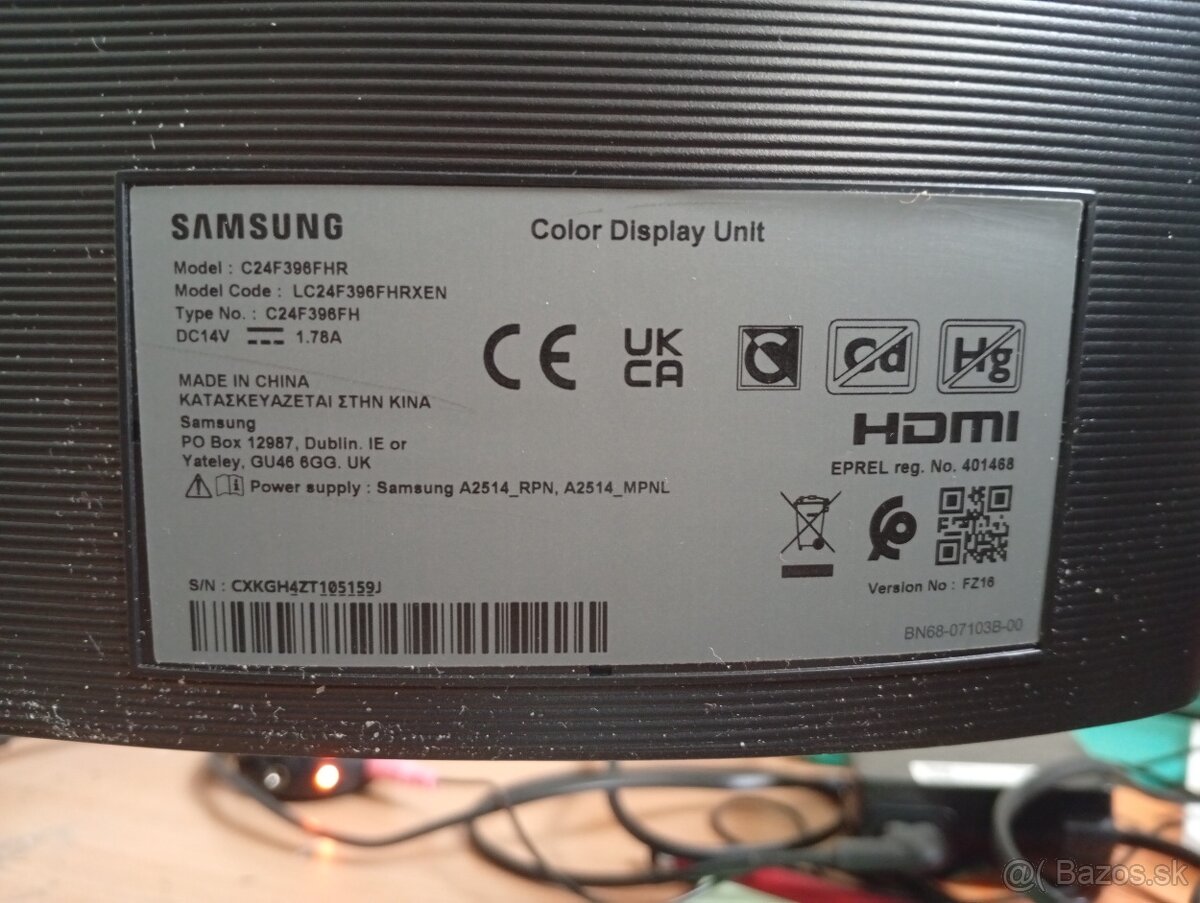 SAMSUNG
Color Display Unit
Model : C24F396FHR
Model Code : LC24F396FHRXEN
Type No. : C24F396FH
DC14V 1.78A
CE
UK
CA
C
Cd
Hg
MADE IN CHINA
ΚΑΤΑΣΚΕΥΑΖΕΤΑΙ ΣΤΗΝ ΚΙΝΑ
Samsung
PO Box 12987, Dublin. IE or
Yateley, GU46 6GG. UK
HDMI
EPREL reg. No. 401468
Power supply : Samsung A2514_RPN, A2514_MPNL
S/N : CXKGH4ZT105159J
Version No : FZ16
BN68-07103B-00
@( Bazos.sk